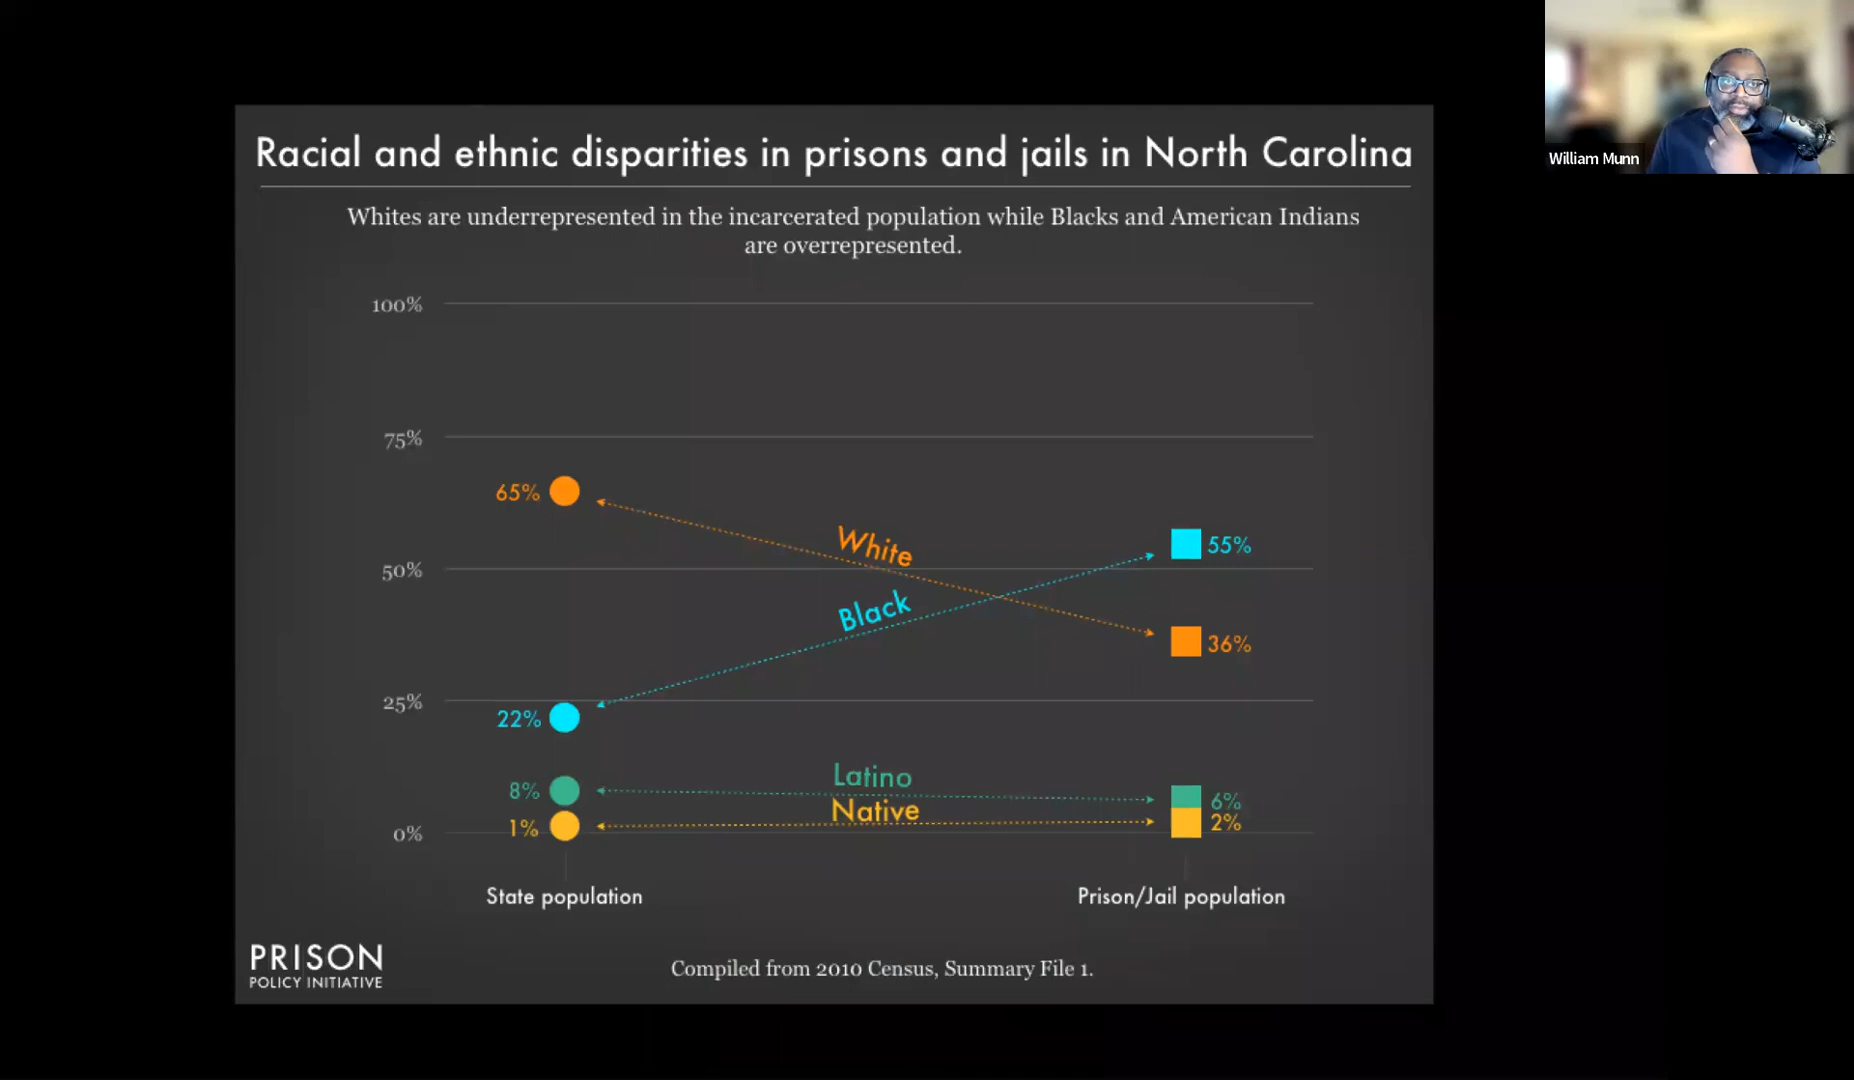 Racial and ethnic disparities in prisons and jails in North Carolina
Whites are underrepresented in the incarcerated population while Blacks and American Indians
are overrepresented.
100%
75%
50%
25%
0%
65%
22%
8%
1%
White
Black
Latino
Native
55%
36%
6%
2%
State population
Prison/Jail population
PRISON
POLICY INITIATIVE
Compiled from 2010 Census, Summary File 1.
William Munn